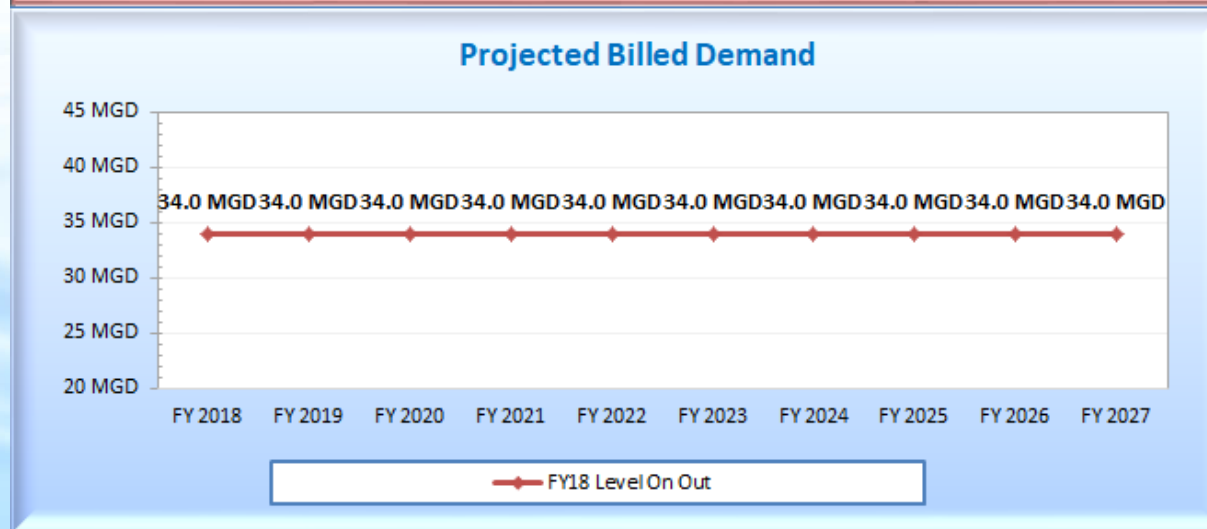 Projected Billed Demand
45 MGD
40 MGD
34.0 MGD 34.0 MGD 34.0 MGD 34.0 MGD 34.0 MGD 34.0 MGD 34.0 MGD 34.0 MGD 34.0 MGD 34.0 MGD
35 MGD
30 MGD
25 MGD
20 MGD
FY 2018 FY 2019 FY 2020 FY 2021 FY 2022 FY 2023 FY 2024 FY 2025 FY 2026 FY 2027
FY18 Level On Out